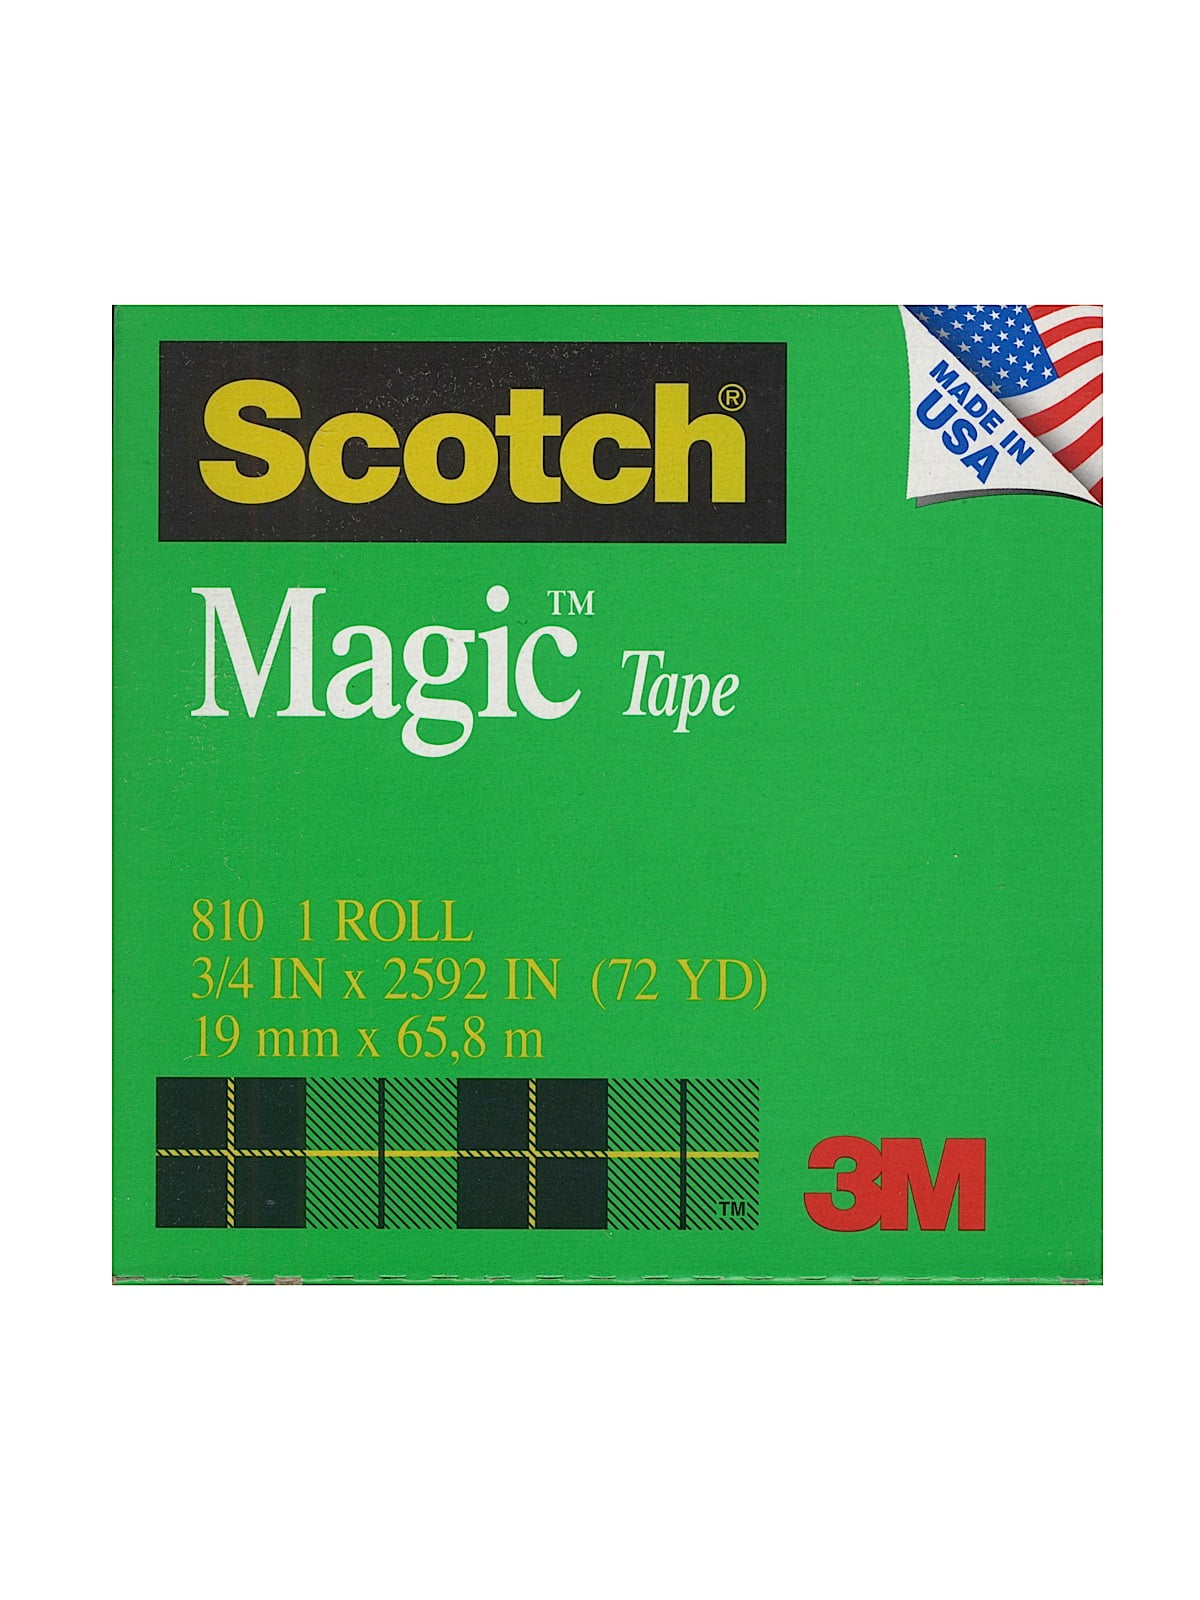 Scotch®
MADE IN
USA
Magic™ Tape
810 1 ROLL
3/4 IN x 2592 IN (72 YD)
19 mm x 65,8 m
TM
3M